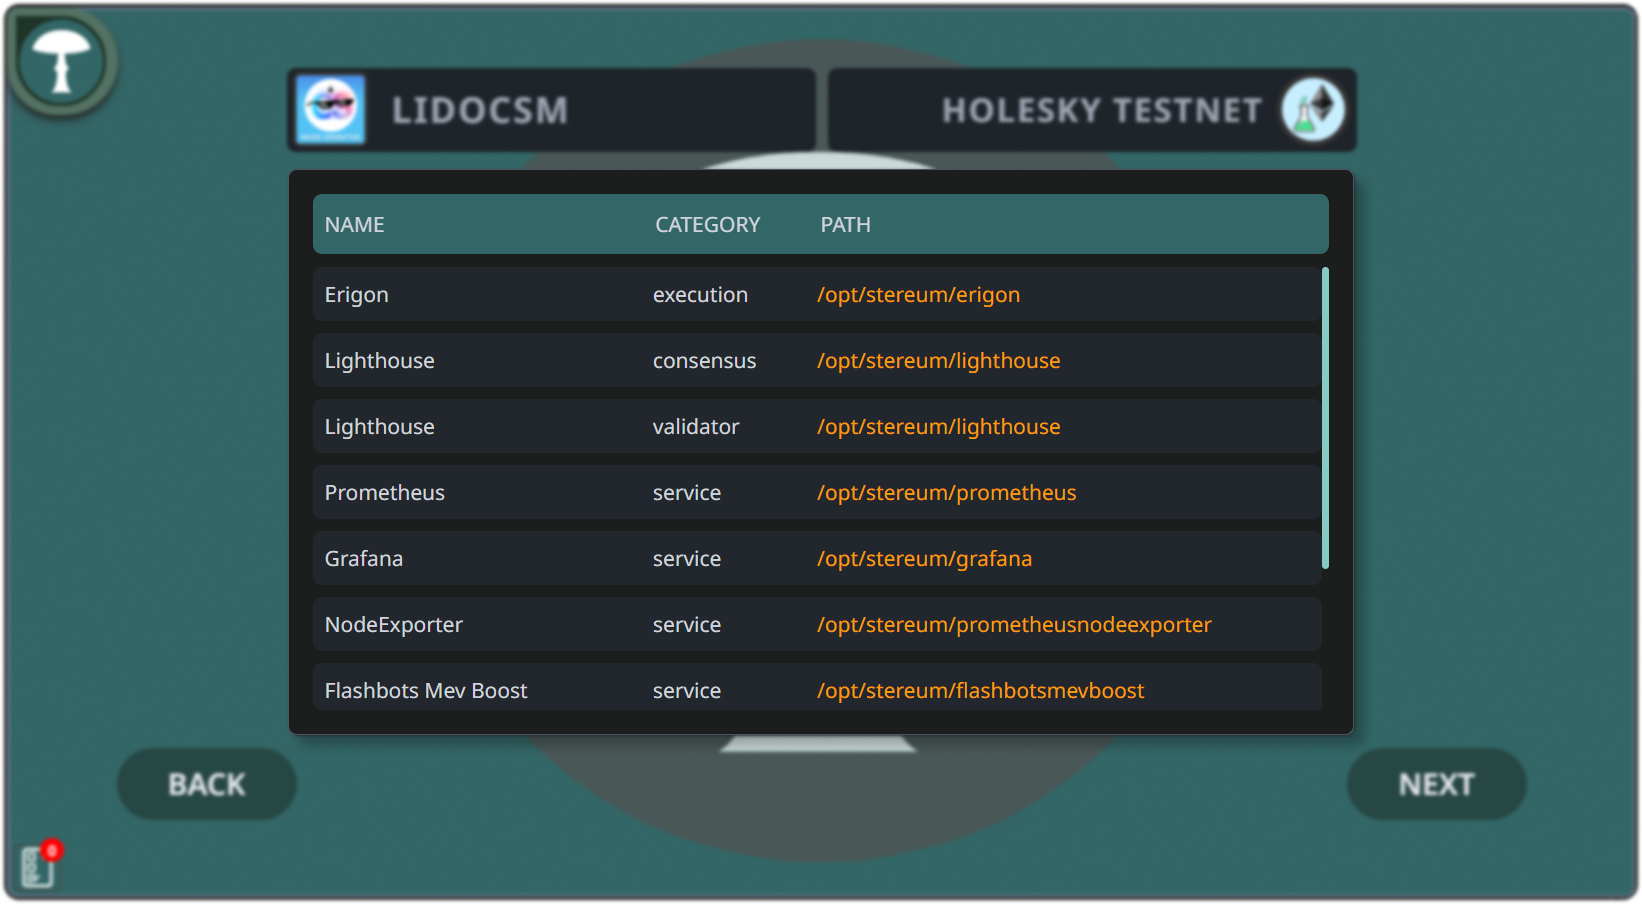 LIDOCSM
HOLESKY TESTNET
NAME CATEGORY PATH
Erigon execution /opt/stereum/erigon
Lighthouse consensus /opt/stereum/lighthouse
Lighthouse validator /opt/stereum/lighthouse
Prometheus service /opt/stereum/prometheus
Grafana service /opt/stereum/grafana
NodeExporter service /opt/stereum/prometheusnodeexporter
Flashbots Mev Boost service /opt/stereum/flashbotsmevboost
BACK
NEXT
0